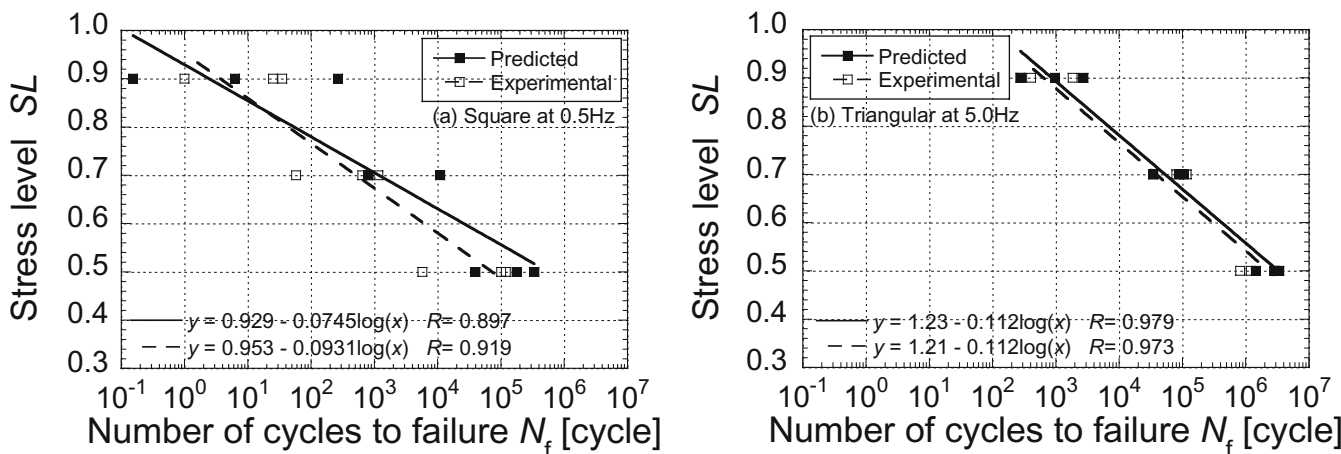 Stress level SL
1.0
0.9
0.8
0.7
0.6
0.5
0.4
0.3
Predicted
Experimental
(a) Square at 0.5Hz
y = 0.929 - 0.0745log(x) R= 0.897
y = 0.953 - 0.0931log(x) R= 0.919
10⁻¹ 10⁰ 10¹ 10² 10³ 10⁴ 10⁵ 10⁶ 10⁷
Number of cycles to failure Nf [cycle]
Stress level SL
1.0
0.9
0.8
0.7
0.6
0.5
0.4
0.3
Predicted
Experimental
(b) Triangular at 5.0Hz
y = 1.23 - 0.112log(x) R= 0.979
y = 1.21 - 0.112log(x) R= 0.973
10⁻¹ 10⁰ 10¹ 10² 10³ 10⁴ 10⁵ 10⁶ 10⁷
Number of cycles to failure Nf [cycle]